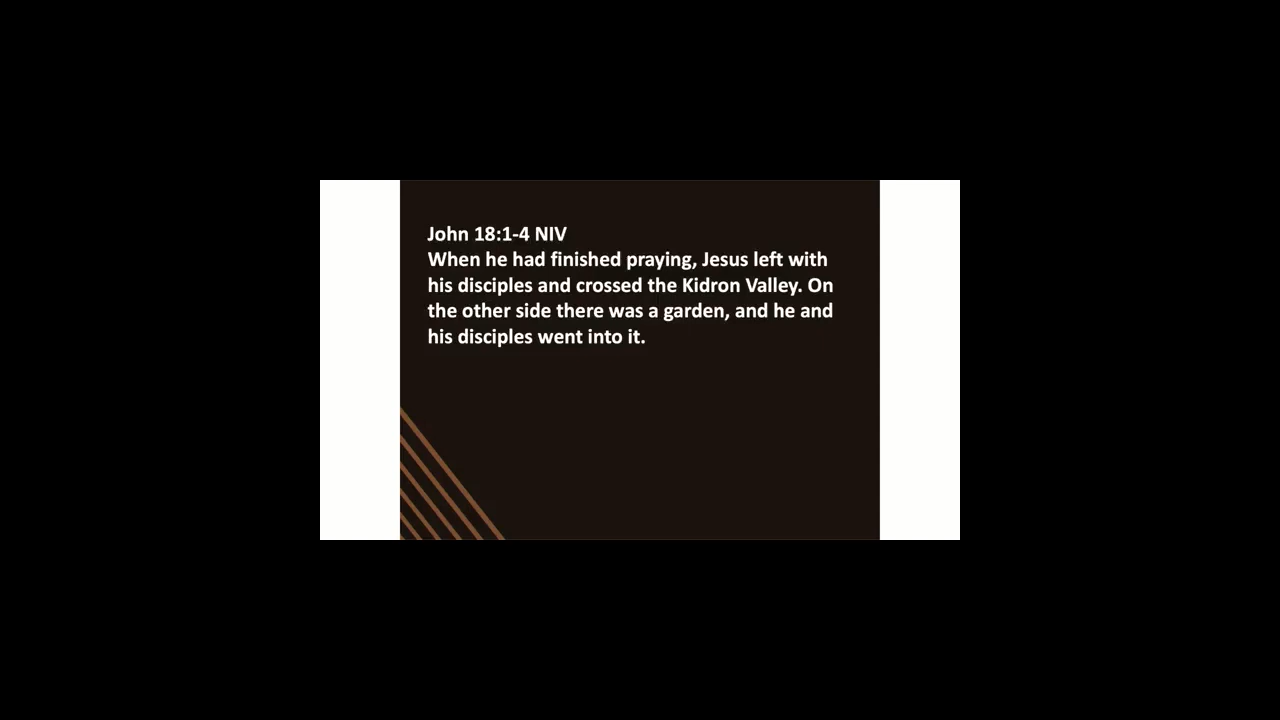 John 18:1-4 NIV
When he had finished praying, Jesus left with
his disciples and crossed the Kidron Valley. On
the other side there was a garden, and he and
his disciples went into it.